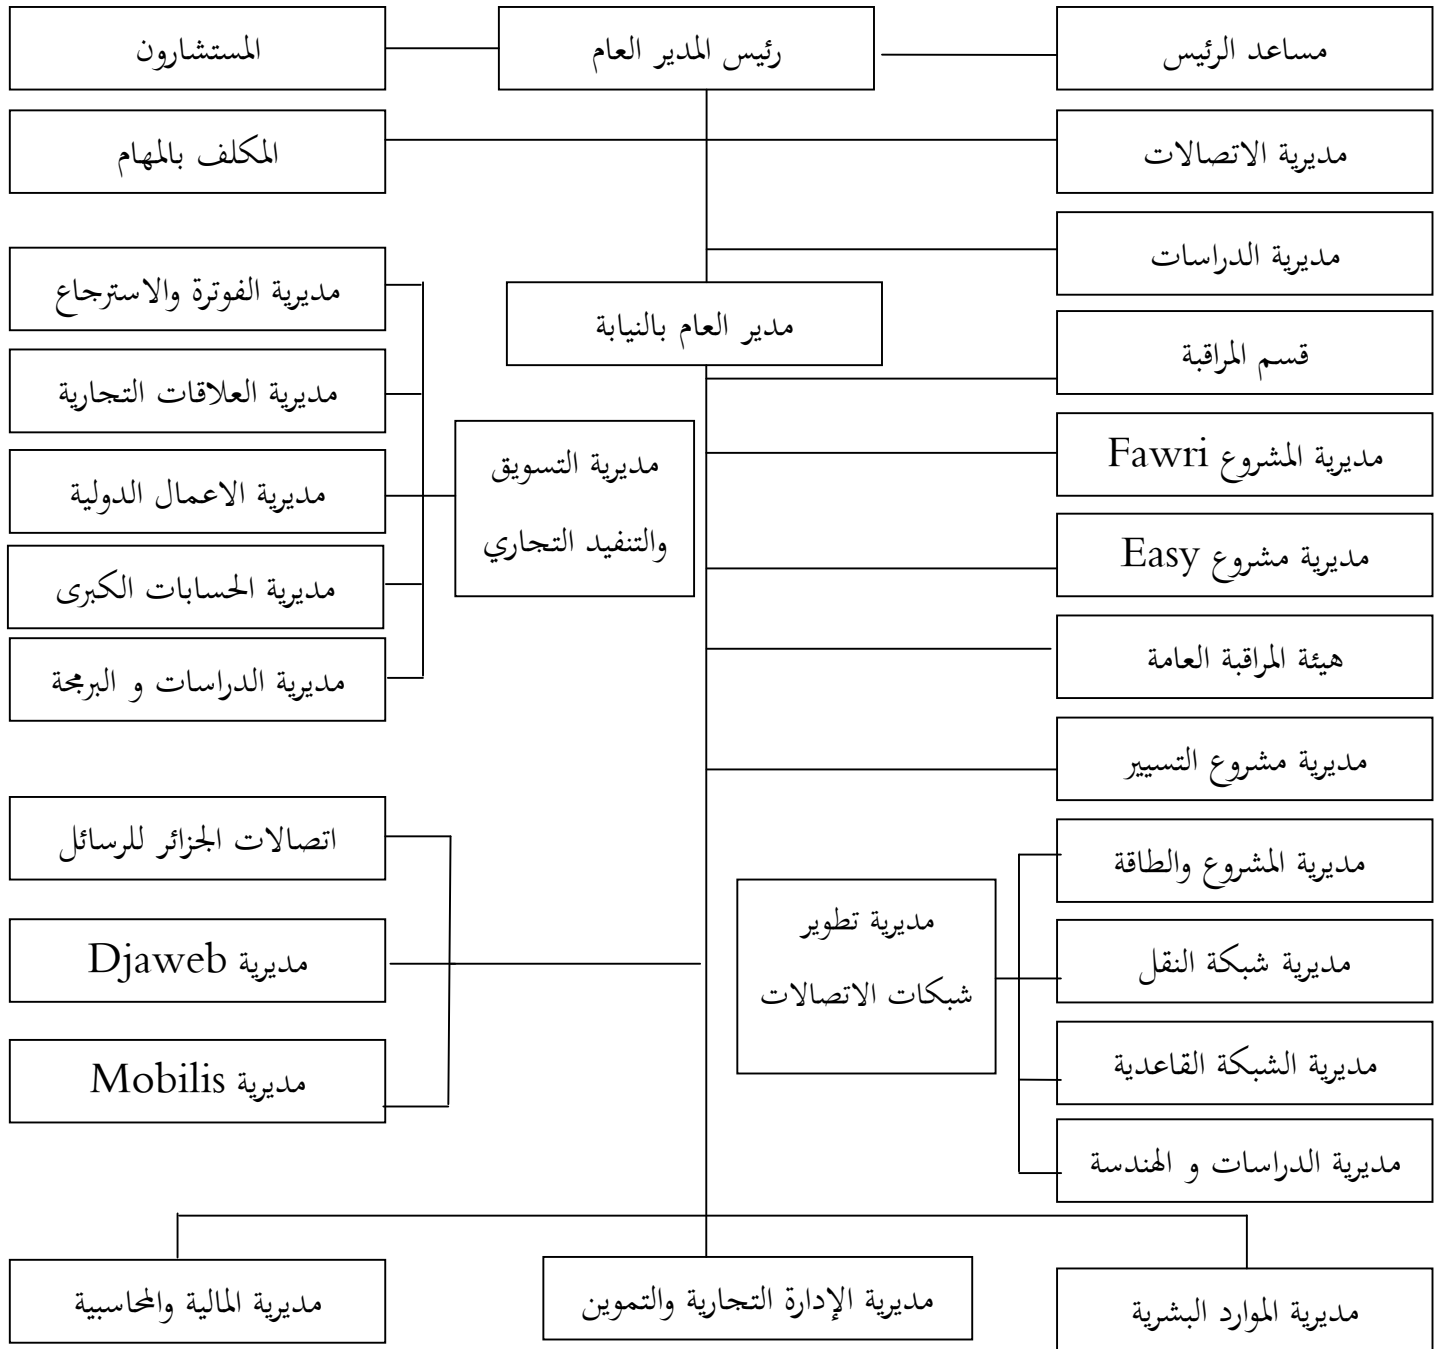 مساعد الرئيس
رئيس المدير العام
المستشارون
مديرية الاتصالات
المكلف بالمهام
مديرية الدراسات
مديرية الفوترة والاسترجاع
مدير العام بالنيابة
قسم المراقبة
مديرية العلاقات التجارية
مديرية المشروع Fawri
مديرية التسويق
والتنفيد التجاري
مديرية الاعمال الدولية
مديرية مشروع Easy
مديرية الحسابات الكبرى
هيئة المراقبة العامة
مديرية الدراسات و البرمجة
مديرية مشروع التسيير
اتصالات الجزائر للرسائل
مديرية المشروع والطاقة
مديرية تطوير
شبكات الاتصالات
مديرية شبكة النقل
مديرية Djaweb
مديرية الشبكة القاعدية
مديرية Mobilis
مديرية الدراسات و الهندسة
مديرية الموارد البشرية
مديرية الإدارة التجارية والتموين
مديرية المالية والمحاسبية